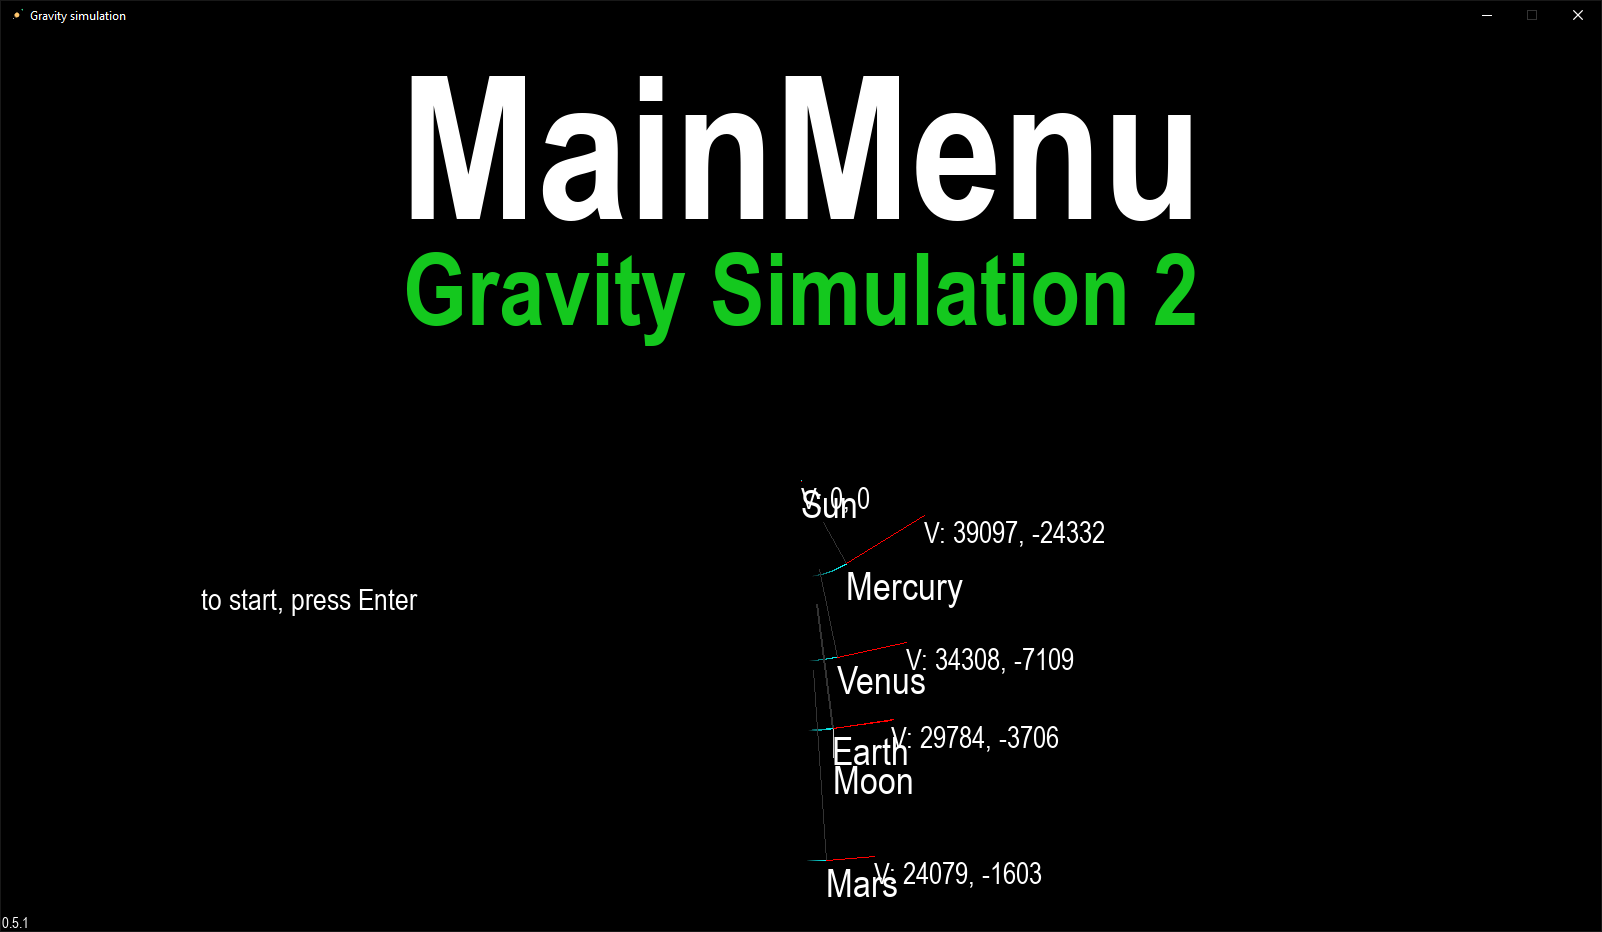 Gravity simulation
MainMenu
Gravity Simulation 2
Sun
V: 0, 0
V: 39097, -24332
Mercury
to start, press Enter
V: 34308, -7109
Venus
V: 29784, -3706
Earth
Moon
V: 24079, -1603
Mars
0.5.1